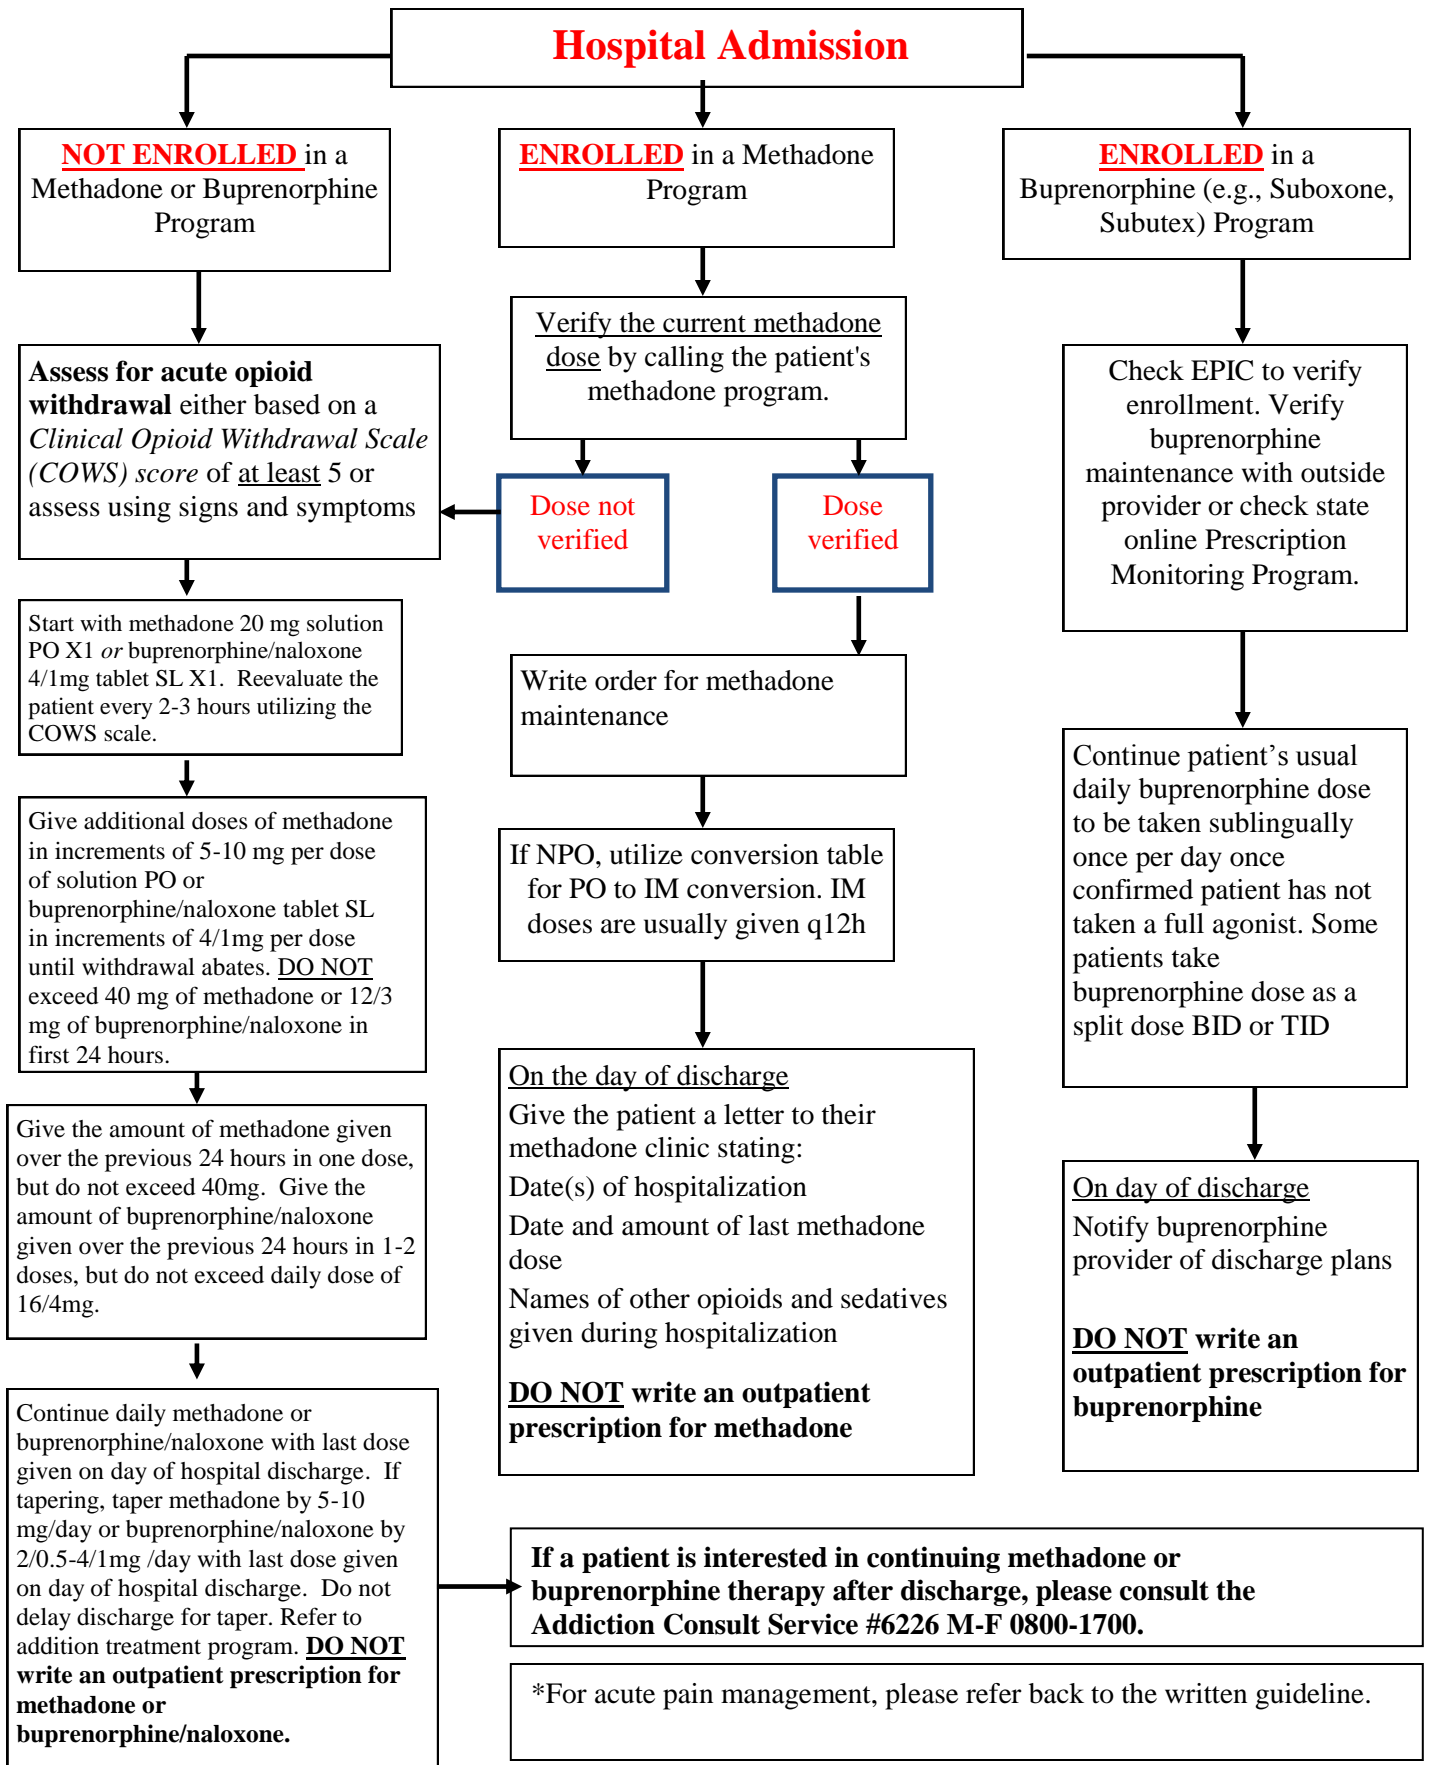 Hospital Admission
NOT ENROLLED in a
Methadone or Buprenorphine
Program
Assess for acute opioid
withdrawal either based on a
Clinical Opioid Withdrawal Scale
(COWS) score of at least 5 or
assess using signs and symptoms
Start with methadone 20 mg solution
PO X1 or buprenorphine/naloxone
4/1mg tablet SL X1.  Reevaluate the
patient every 2-3 hours utilizing the
COWS scale.
Give additional doses of methadone
in increments of 5-10 mg per dose
of solution PO or
buprenorphine/naloxone tablet SL
in increments of 4/1mg per dose
until withdrawal abates. DO NOT
exceed 40 mg of methadone or 12/3
mg of buprenorphine/naloxone in
first 24 hours.
Give the amount of methadone given
over the previous 24 hours in one dose,
but do not exceed 40mg.  Give the
amount of buprenorphine/naloxone
given over the previous 24 hours in 1-2
doses, but do not exceed daily dose of
16/4mg.
Continue daily methadone or
buprenorphine/naloxone with last dose
given on day of hospital discharge.  If
tapering, taper methadone by 5-10
mg/day or buprenorphine/naloxone by
2/0.5-4/1mg /day with last dose given
on day of hospital discharge.  Do not
delay discharge for taper. Refer to
addition treatment program. DO NOT
write an outpatient prescription for
methadone or
buprenorphine/naloxone.
ENROLLED in a Methadone
Program
Verify the current methadone
dose by calling the patient's
methadone program.
Dose not
verified
Dose
verified
Write order for methadone
maintenance
If NPO, utilize conversion table
for PO to IM conversion. IM
doses are usually given q12h
On the day of discharge
Give the patient a letter to their
methadone clinic stating:
Date(s) of hospitalization
Date and amount of last methadone
dose
Names of other opioids and sedatives
given during hospitalization
DO NOT write an outpatient
prescription for methadone
ENROLLED in a
Buprenorphine (e.g., Suboxone,
Subutex) Program
Check EPIC to verify
enrollment. Verify
buprenorphine
maintenance with outside
provider or check state
online Prescription
Monitoring Program.
Continue patient’s usual
daily buprenorphine dose
to be taken sublingually
once per day once
confirmed patient has not
taken a full agonist. Some
patients take
buprenorphine dose as a
split dose BID or TID
On day of discharge
Notify buprenorphine
provider of discharge plans
DO NOT write an
outpatient prescription for
buprenorphine
If a patient is interested in continuing methadone or
buprenorphine therapy after discharge, please consult the
Addiction Consult Service #6226 M-F 0800-1700.
*For acute pain management, please refer back to the written guideline.